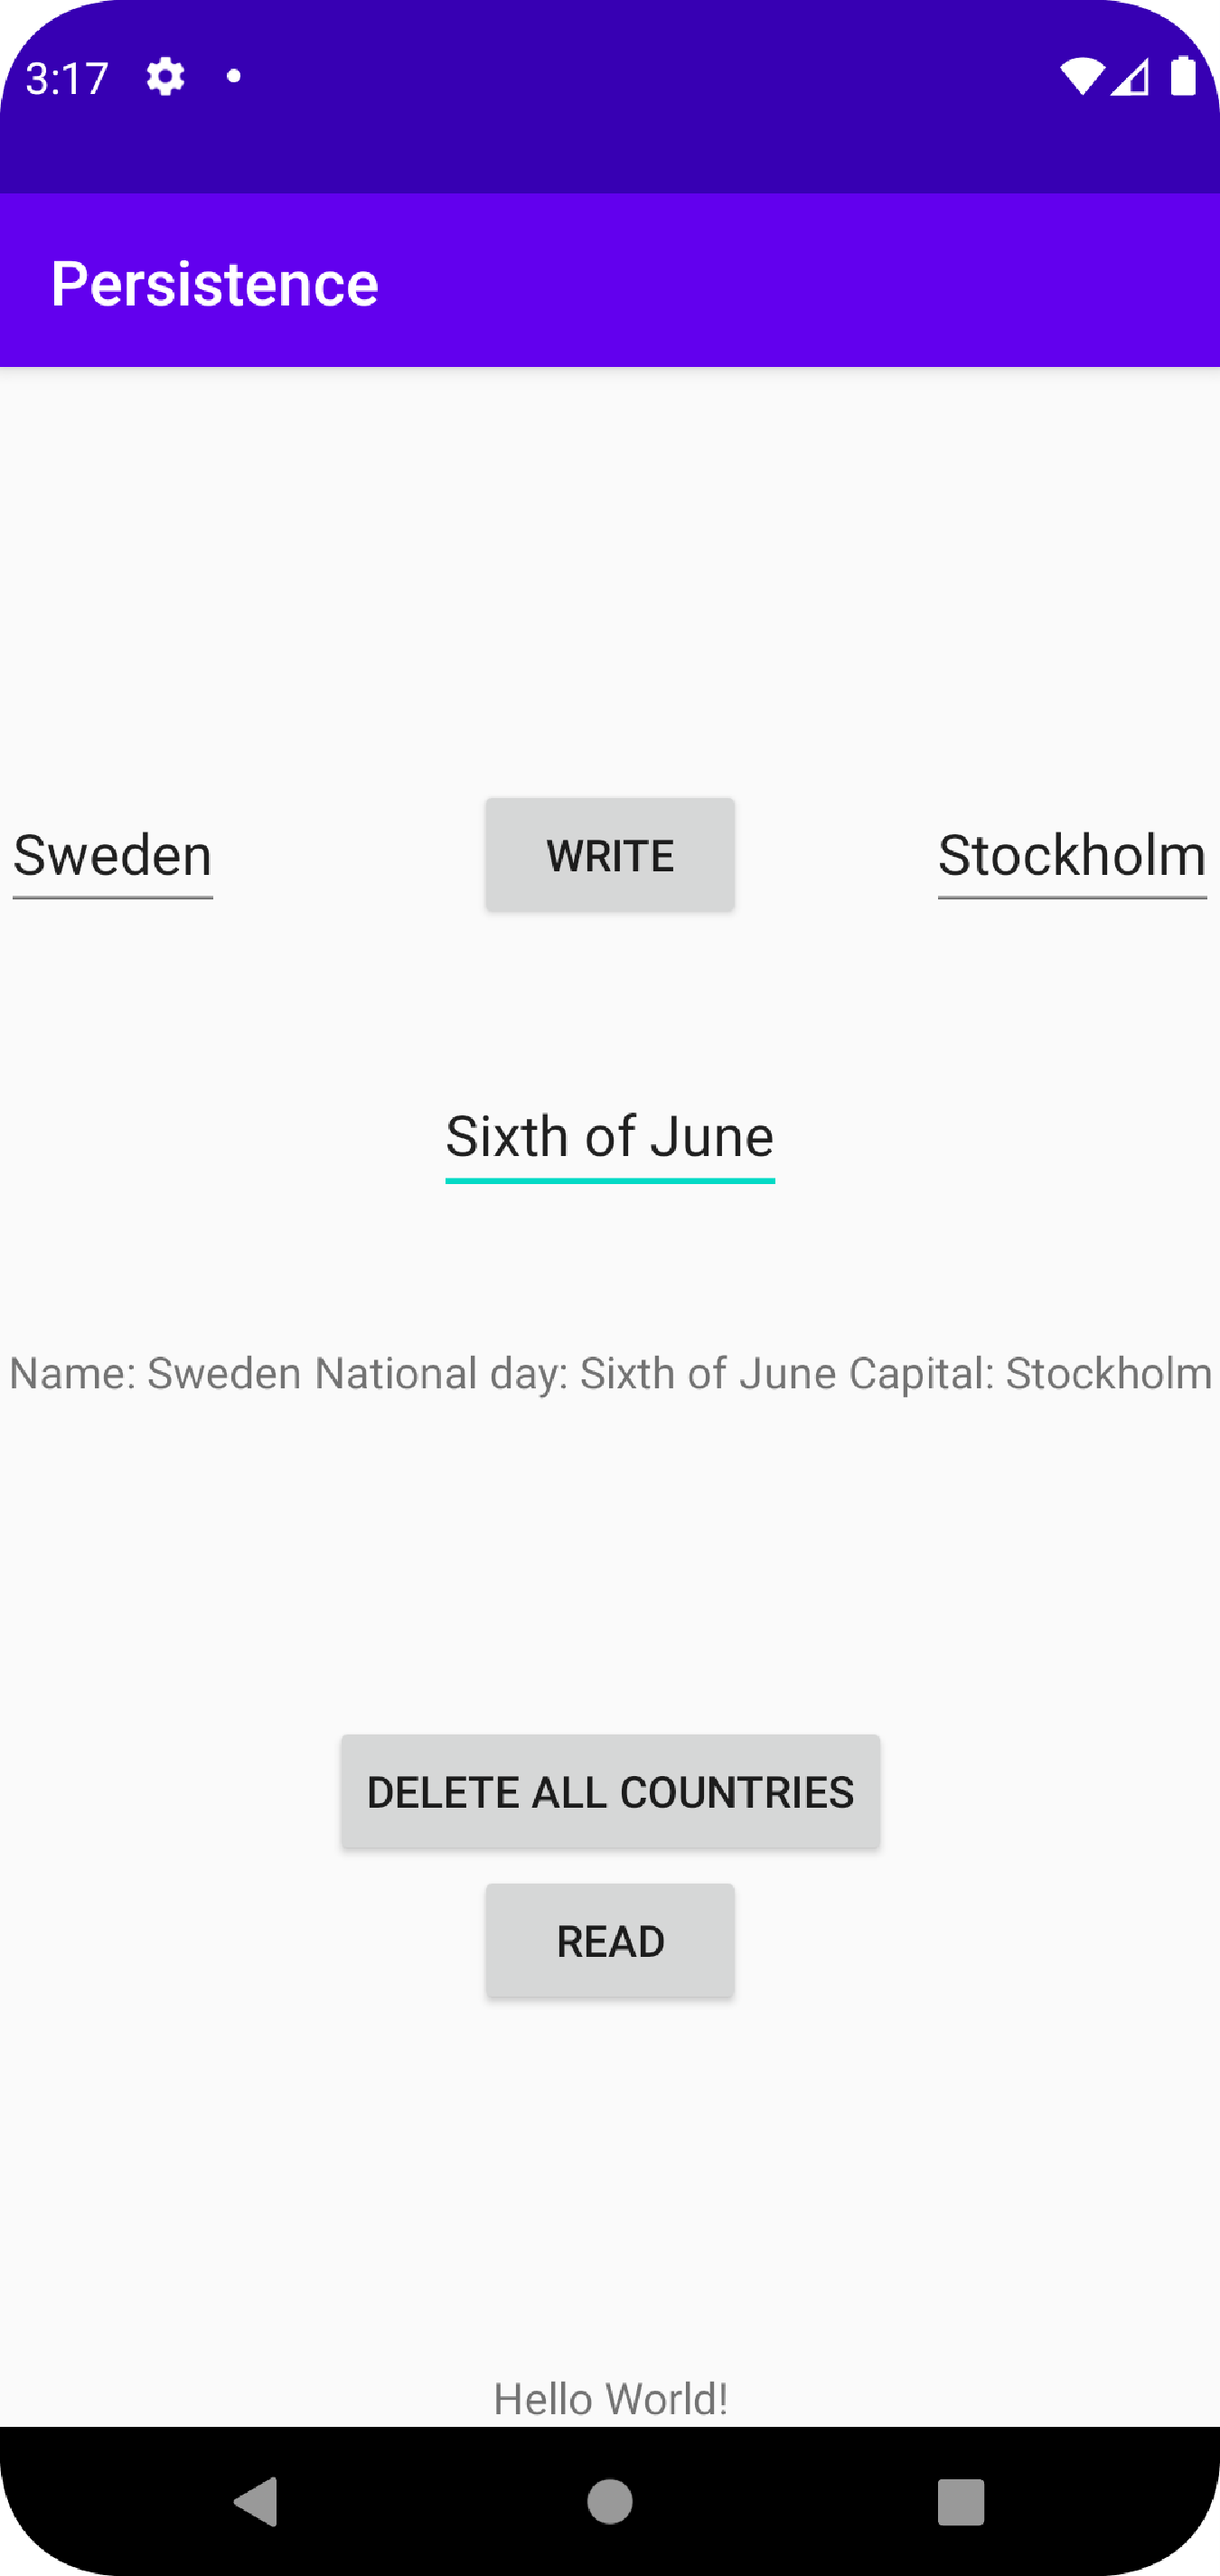 3:17
Persistence
Sweden WRITE Stockholm
Sixth of June
Name: Sweden National day: Sixth of June Capital: Stockholm
DELETE ALL COUNTRIES
READ
Hello World!